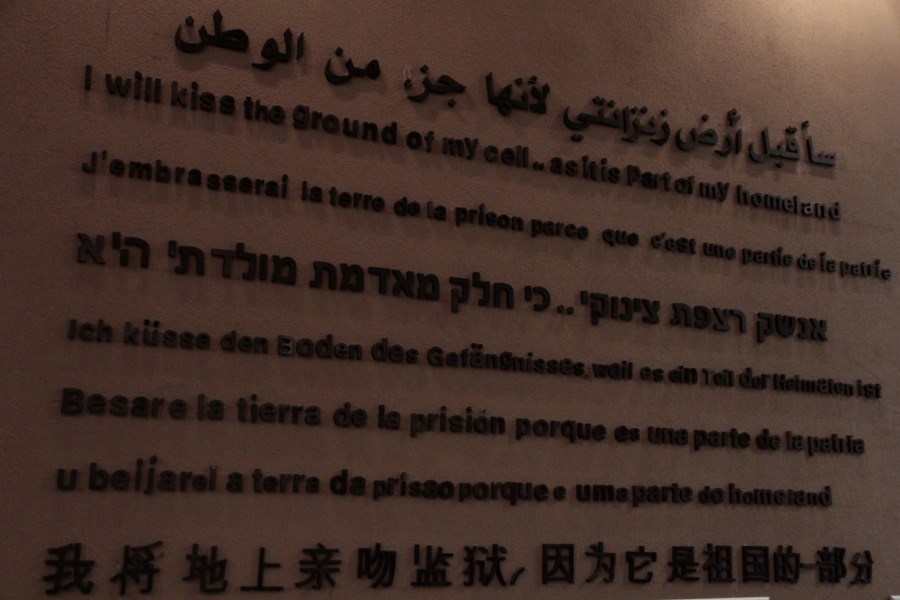 سأقبل أرض زنزانتي لأنها جزء من الوطن
I will kiss the ground of my cell.. as it is Part of my homeland
J'embrasserai la terre de la prison parce que c'est une partie de la patrie
אנשק רצפת צינוקי.. כי חלק מאדמת מולדתי היא
Ich küsse den Boden des Gefängnisses, weil es ein Teil der Heimaten ist
Besare la tierra de la prisión porque es una parte de la patria
u beijarei a terra da prisao porque e uma parte do homeland
我将地上亲吻监狱,因为它是祖国的一部分